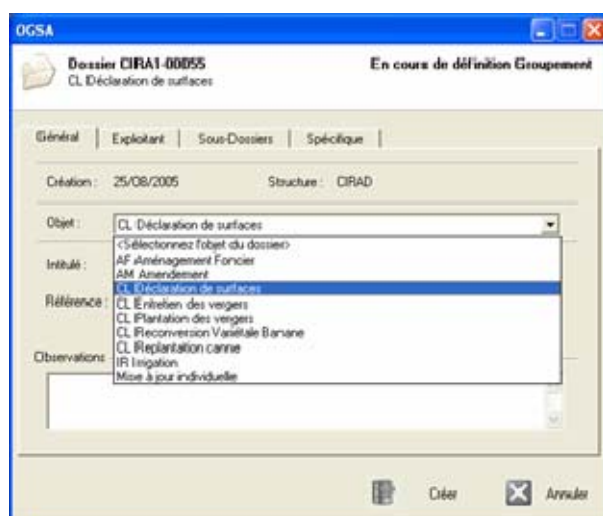 OGSA
Dossier CIRA1-00055
En cours de définition Groupement
CL Déclaration de surfaces
Général
Exploitant
Sous-Dossiers
Spécifique
Création : 25/08/2005
Structure : CIRAD
Objet : CL Déclaration de surfaces
<Sélectionnez l'objet du dossier>
AF Aménagement Foncier
AM Amendement
CL Déclaration de surfaces
CL Entretien des vergers
CL Plantation des vergers
CL Reconversion Variétale Banane
CL Replantation canne
IR Irrigation
Mise à jour individuelle
Intitulé :
Référence :
Observations
Créer
Annuler